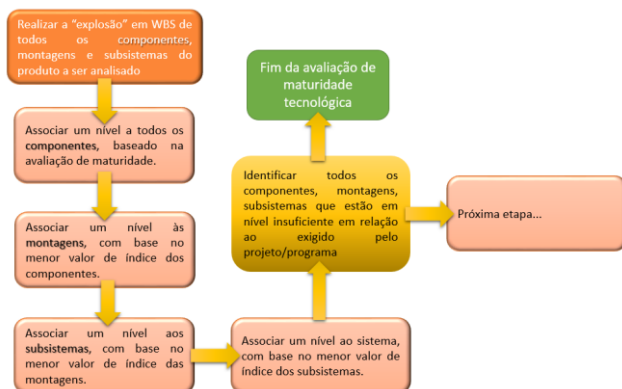 Realizar a “explosão” em WBS de
todos os componentes,
montagens e subsistemas do
produto a ser analisado
Associar um nível a todos os
componentes, baseado na
avaliação de maturidade.
Associar um nível às
montagens, com base no
menor valor de índice dos
componentes.
Associar um nível aos
subsistemas, com base no
menor valor de índice das
montagens.
Associar um nível ao sistema,
com base no menor valor de
índice dos subsistemas.
Identificar todos os
componentes, montagens,
subsistemas que estão em
nível insuficiente em relação
ao exigido pelo
projeto/programa
Fim da avaliação de
maturidade
tecnológica
Próxima etapa...